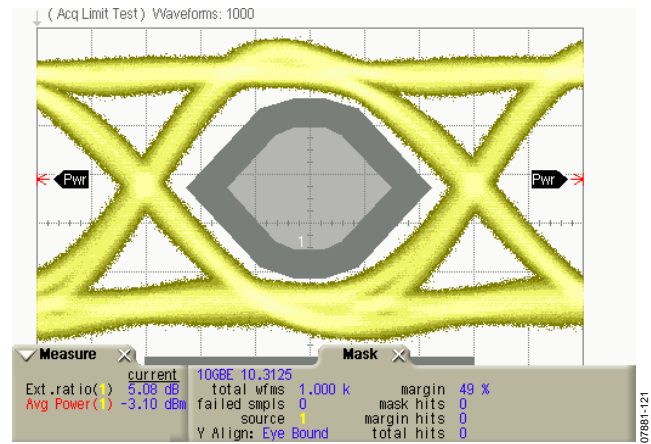 ( Acq Limit Test ) Waveforms: 1000
Pwr
Pwr
1
Measure
Mask
current
Ext.ratio(1) 5.08 dB
Avg Power(1) -3.10 dBm
10GBE 10.3125
total wfms 1.000 k margin 49 %
failed smpls 0 mask hits 0
source 1 margin hits 0
Y Align: Eye Bound total hits 0
07881-121